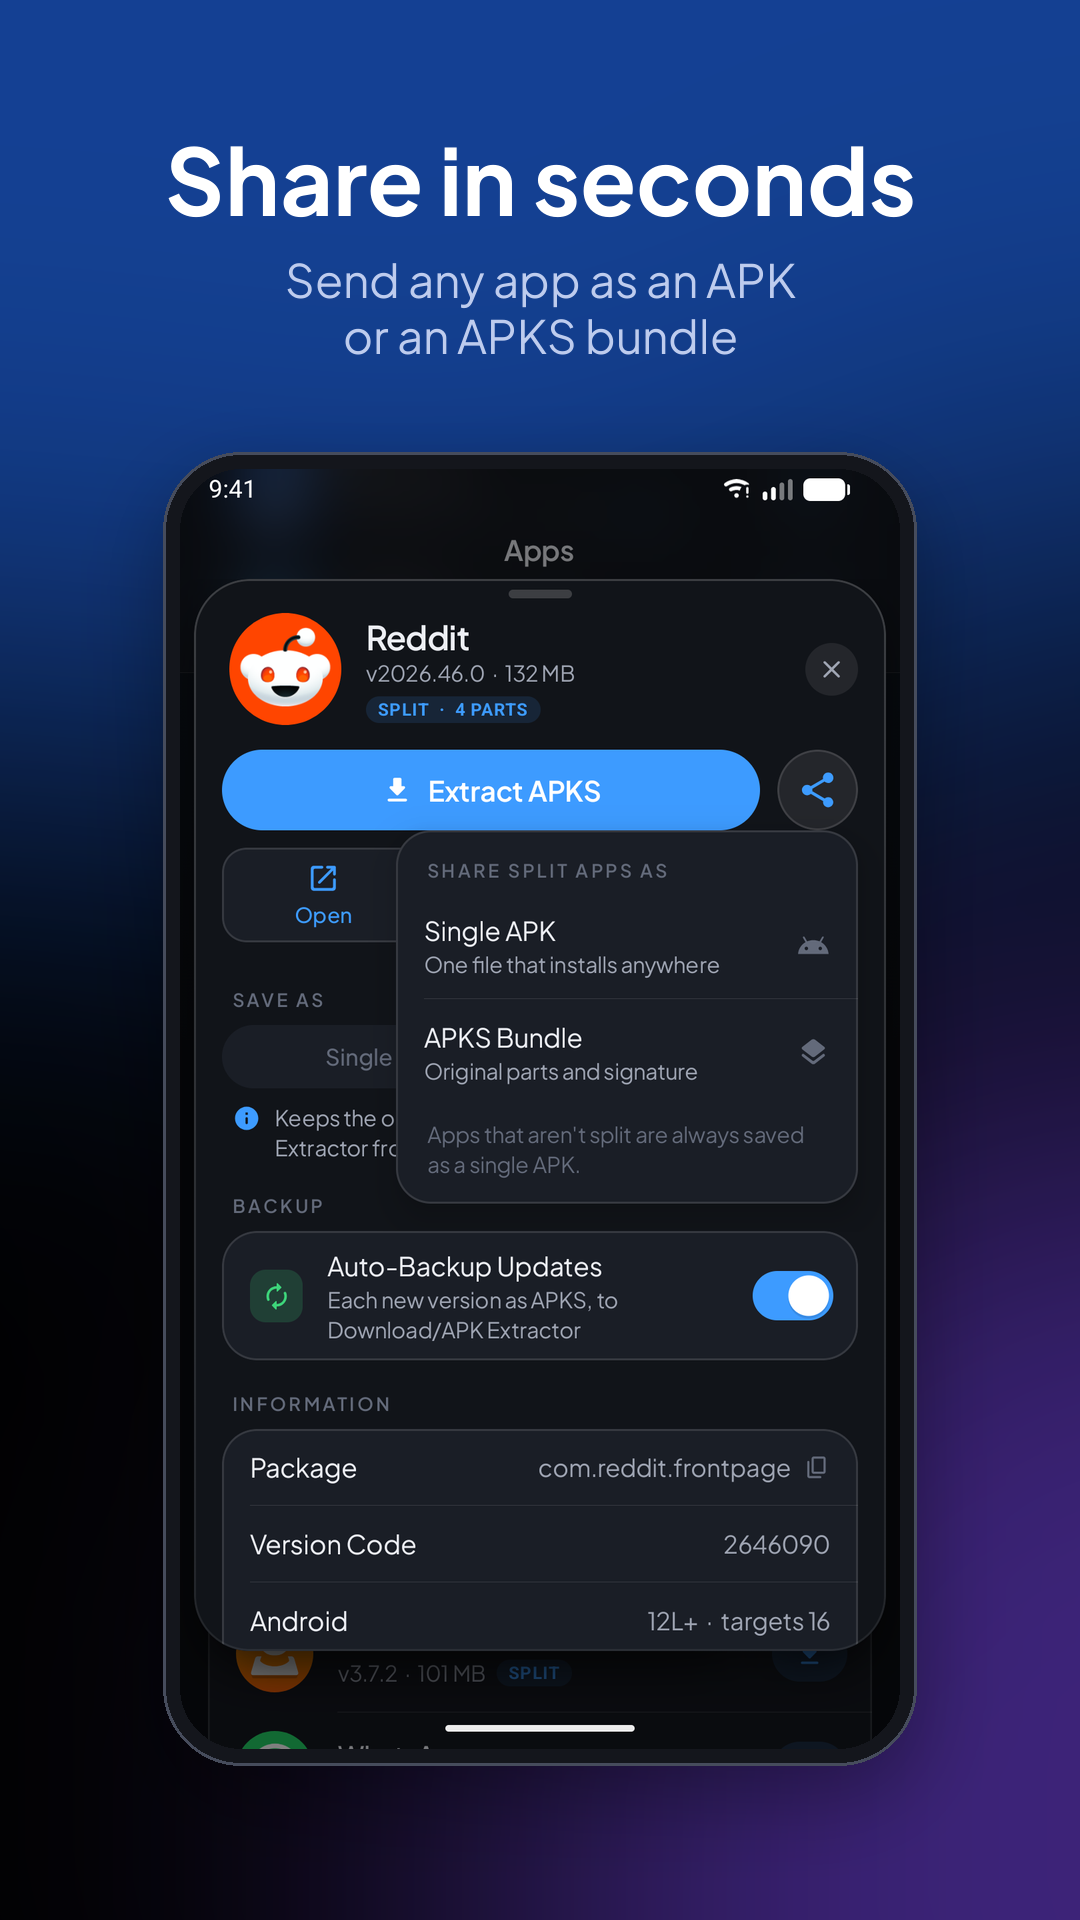 Share in seconds
Send any app as an APK
or an APKS bundle
9:41
Apps
Reddit
v2026.46.0 · 132 MB
SPLIT · 4 PARTS
Extract APKS
Open
SHARE SPLIT APPS AS
Single APK
One file that installs anywhere
APKS Bundle
Original parts and signature
Apps that aren't split are always saved
as a single APK.
SAVE AS
Single
Keeps the o
Extractor fro
BACKUP
Auto-Backup Updates
Each new version as APKS, to
Download/APK Extractor
INFORMATION
Package
com.reddit.frontpage
Version Code
2646090
Android
12L+ · targets 16
v3.7.2 · 101 MB
SPLIT